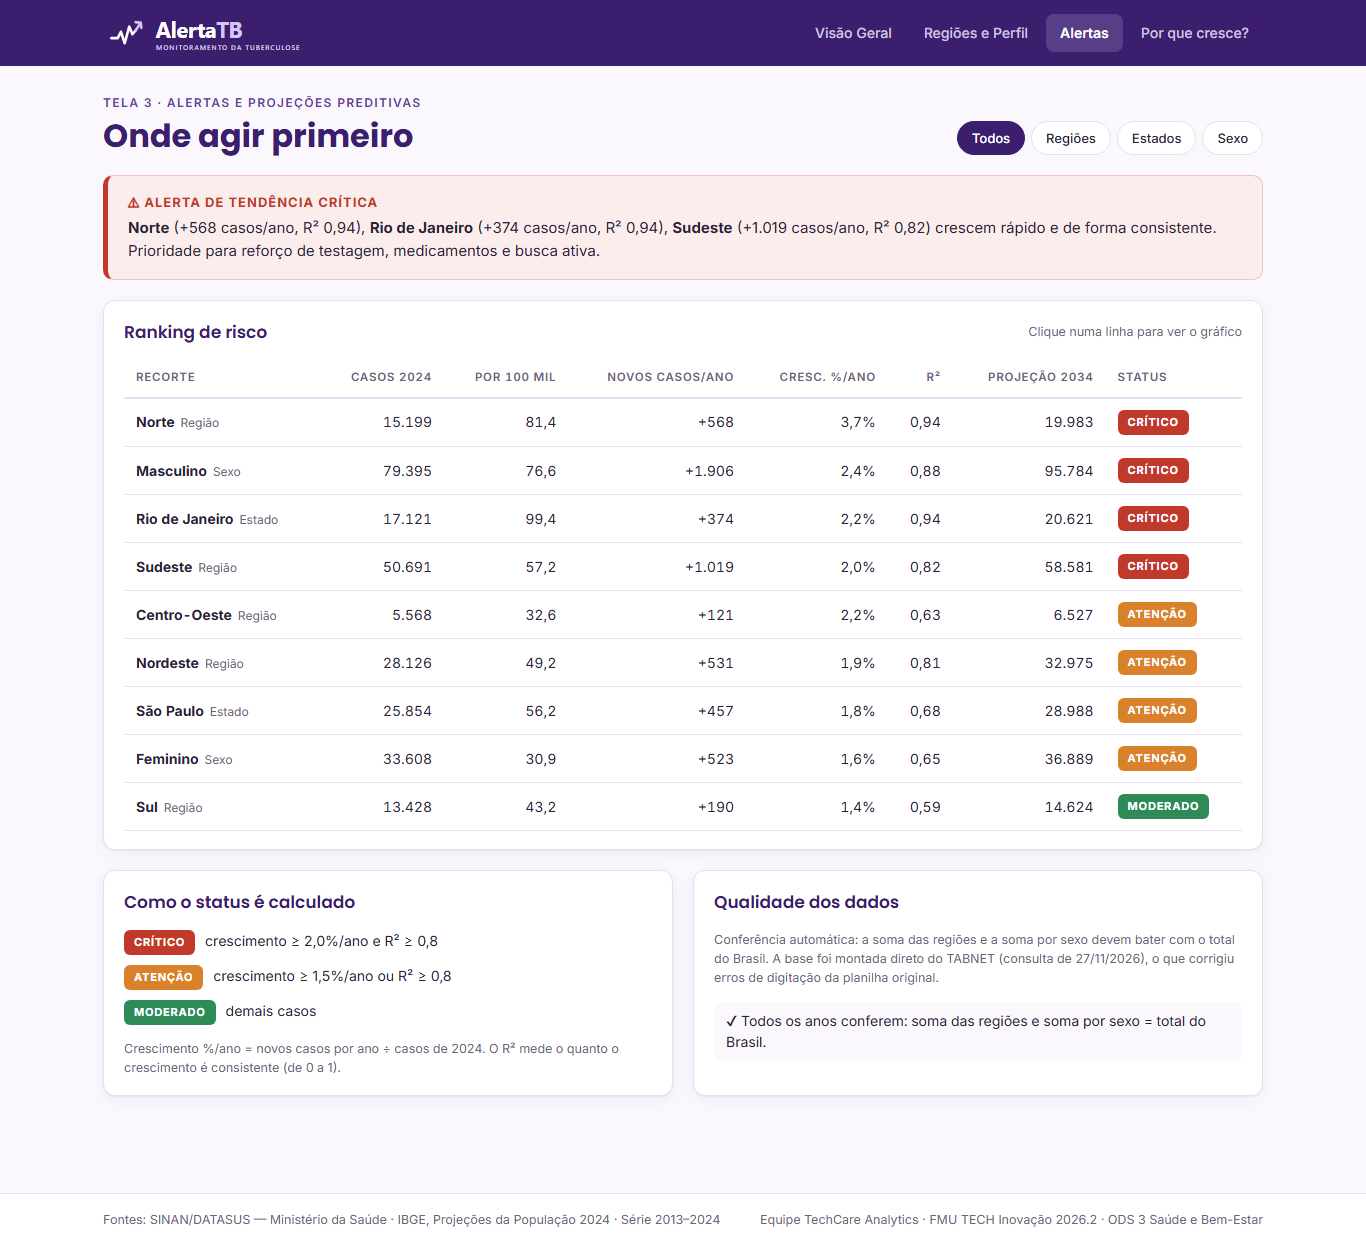 AlertaTB
MONITORAMENTO DA TUBERCULOSE
Visão Geral
Regiões e Perfil
Alertas
Por que cresce?
TELA 3 · ALERTAS E PROJEÇÕES PREDITIVAS
Onde agir primeiro
Todos
Regiões
Estados
Sexo
⚠ ALERTA DE TENDÊNCIA CRÍTICA
Norte (+568 casos/ano, R² 0,94), Rio de Janeiro (+374 casos/ano, R² 0,94), Sudeste (+1.019 casos/ano, R² 0,82) crescem rápido e de forma consistente.
Prioridade para reforço de testagem, medicamentos e busca ativa.
Ranking de risco
Clique numa linha para ver o gráfico
RECORTE CASOS 2024 POR 100 MIL NOVOS CASOS/ANO CRESC. %/ANO R² PROJEÇÃO 2034 STATUS
Norte Região 15.199 81,4 +568 3,7% 0,94 19.983 CRÍTICO
Masculino Sexo 79.395 76,6 +1.906 2,4% 0,88 95.784 CRÍTICO
Rio de Janeiro Estado 17.121 99,4 +374 2,2% 0,94 20.621 CRÍTICO
Sudeste Região 50.691 57,2 +1.019 2,0% 0,82 58.581 CRÍTICO
Centro-Oeste Região 5.568 32,6 +121 2,2% 0,63 6.527 ATENÇÃO
Nordeste Região 28.126 49,2 +531 1,9% 0,81 32.975 ATENÇÃO
São Paulo Estado 25.854 56,2 +457 1,8% 0,68 28.988 ATENÇÃO
Feminino Sexo 33.608 30,9 +523 1,6% 0,65 36.889 ATENÇÃO
Sul Região 13.428 43,2 +190 1,4% 0,59 14.624 MODERADO
Como o status é calculado
CRÍTICO crescimento ≥ 2,0%/ano e R² ≥ 0,8
ATENÇÃO crescimento ≥ 1,5%/ano ou R² ≥ 0,8
MODERADO demais casos
Crescimento %/ano = novos casos por ano ÷ casos de 2024. O R² mede o quanto o
crescimento é consistente (de 0 a 1).
Qualidade dos dados
Conferência automática: a soma das regiões e a soma por sexo devem bater com o total
do Brasil. A base foi montada direto do TABNET (consulta de 27/11/2026), o que corrigiu
erros de digitação da planilha original.
✓ Todos os anos conferem: soma das regiões e soma por sexo = total do
Brasil.
Fontes: SINAN/DATASUS — Ministério da Saúde · IBGE, Projeções da População 2024 · Série 2013–2024
Equipe TechCare Analytics · FMU TECH Inovação 2026.2 · ODS 3 Saúde e Bem-Estar